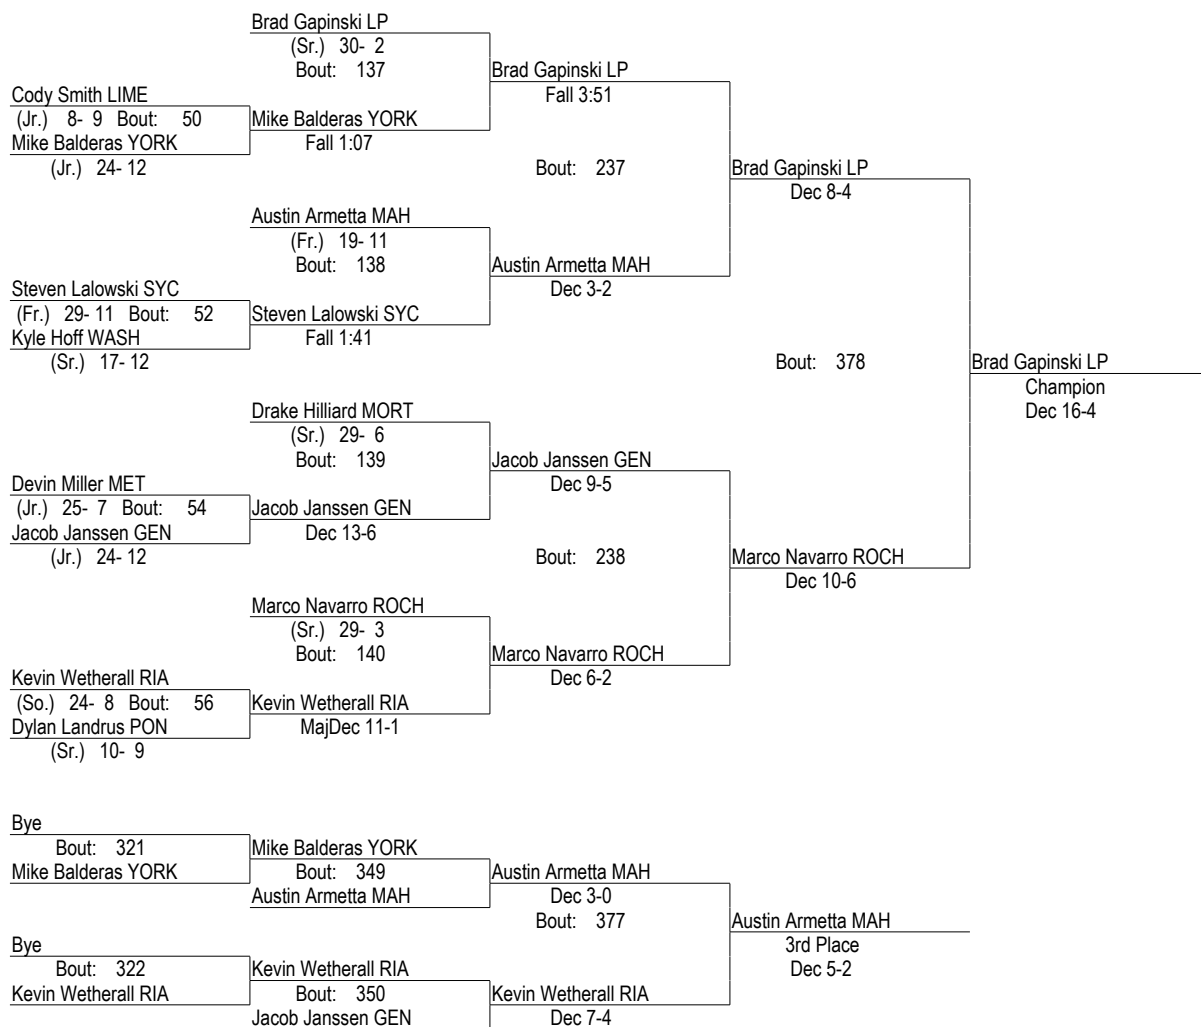 Brad Gapinski LP
(Sr.) 30- 2
Bout: 137
Brad Gapinski LP
Cody Smith LIME
Fall 3:51
(Jr.) 8- 9 Bout: 50
Mike Balderas YORK
Mike Balderas YORK
Fall 1:07
(Jr.) 24- 12
Bout: 237
Brad Gapinski LP
Dec 8-4
Austin Armetta MAH
(Fr.) 19- 11
Bout: 138
Austin Armetta MAH
Steven Lalowski SYC
Dec 3-2
(Fr.) 29- 11 Bout: 52
Steven Lalowski SYC
Kyle Hoff WASH
Fall 1:41
(Sr.) 17- 12
Bout: 378
Brad Gapinski LP
Champion
Dec 16-4
Drake Hilliard MORT
(Sr.) 29- 6
Bout: 139
Jacob Janssen GEN
Devin Miller MET
Dec 9-5
(Jr.) 25- 7 Bout: 54
Jacob Janssen GEN
Jacob Janssen GEN
Dec 13-6
(Jr.) 24- 12
Bout: 238
Marco Navarro ROCH
Dec 10-6
Marco Navarro ROCH
(Sr.) 29- 3
Bout: 140
Marco Navarro ROCH
Kevin Wetherall RIA
Dec 6-2
(So.) 24- 8 Bout: 56
Kevin Wetherall RIA
Dylan Landrus PON
MajDec 11-1
(Sr.) 10- 9
Bye
Bout: 321
Mike Balderas YORK
Mike Balderas YORK
Bout: 349
Austin Armetta MAH
Austin Armetta MAH
Dec 3-0
Bout: 377
Austin Armetta MAH
3rd Place
Dec 5-2
Bye
Bout: 322
Kevin Wetherall RIA
Kevin Wetherall RIA
Bout: 350
Kevin Wetherall RIA
Jacob Janssen GEN
Dec 7-4